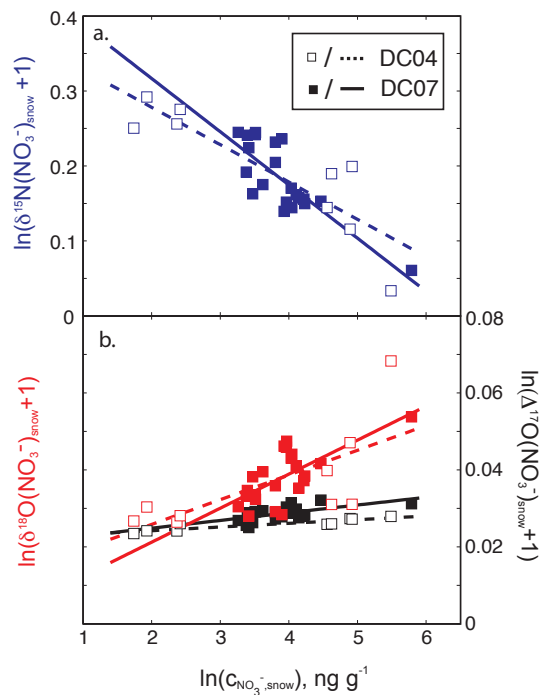 a.
□ / DC04
■ / DC07
0.4
0.3
0.2
0.1
0
ln(δ¹⁵N(NO₃⁻)snow +1)
b.
0.08
0.06
0.04
0.02
0
ln(δ¹⁸O(NO₃⁻)snow+1)
ln(Δ¹⁷O(NO₃⁻)snow+1)
1 2 3 4 5 6
ln(cNO₃⁻,snow), ng g⁻¹